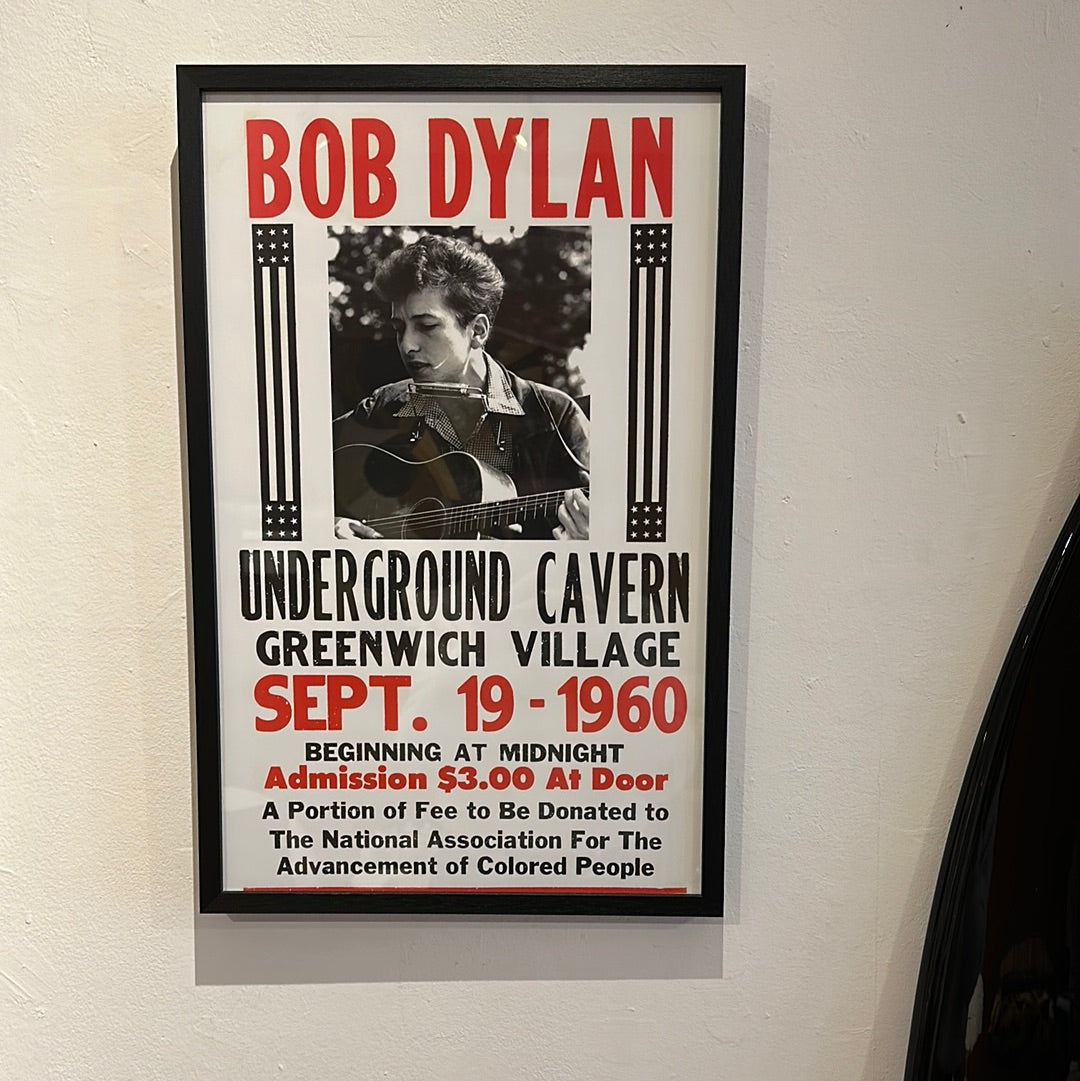 BOB DYLAN
UNDERGROUND CAVERN
GREENWICH VILLAGE
SEPT. 19 - 1960
BEGINNING AT MIDNIGHT
Admission $3.00 At Door
A Portion of Fee to Be Donated to
The National Association For The
Advancement of Colored People